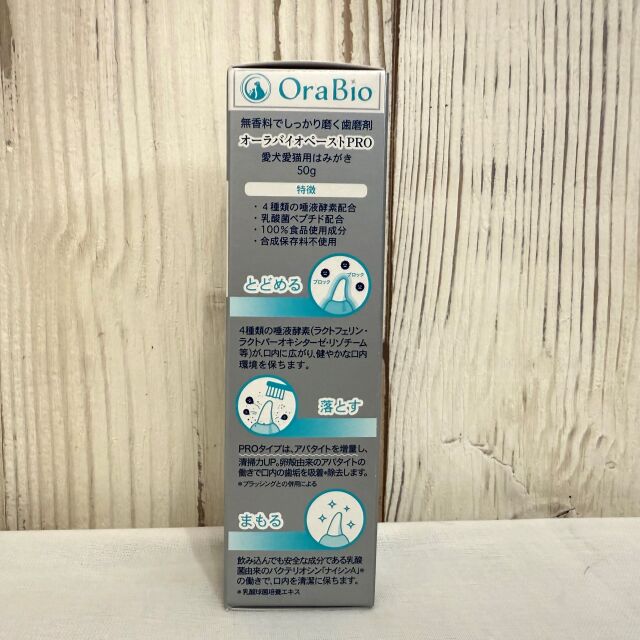 OraBio
無香料でしっかり磨く歯磨剤
オーラバイオペーストPRO
愛犬愛猫用はみがき
50g
特徴
・4種類の唾液酵素配合
・乳酸菌ペプチド配合
・100%食品使用成分
・合成保存料不使用
とどめる
ブロック
ブロック
4種類の唾液酵素(ラクトフェリン・
ラクトパーオキシターゼ・リゾチーム
等)が、口内に広がり、健やかな口内
環境を保ちます。
落とす
PROタイプは、アパタイトを増量し、
清掃力UP。卵殻由来のアパタイトの
働きで口内の歯垢を吸着*除去します。
*ブラッシングとの併用による
まもる
飲み込んでも安全な成分である乳酸
菌由来のバクテリオシン「ナイシンA」*
の働きで、口内を清潔に保ちます。
*乳酸球菌培養エキス